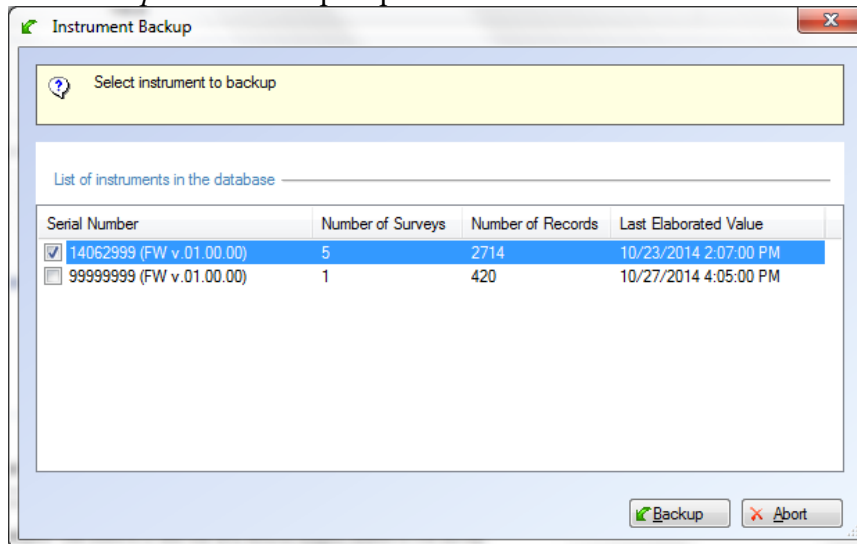 Instrument Backup
Select instrument to backup
List of instruments in the database
Serial Number Number of Surveys Number of Records Last Elaborated Value
14062999 (FW v.01.00.00) 5 2714 10/23/2014 2:07:00 PM
99999999 (FW v.01.00.00) 1 420 10/27/2014 4:05:00 PM
Backup Abort